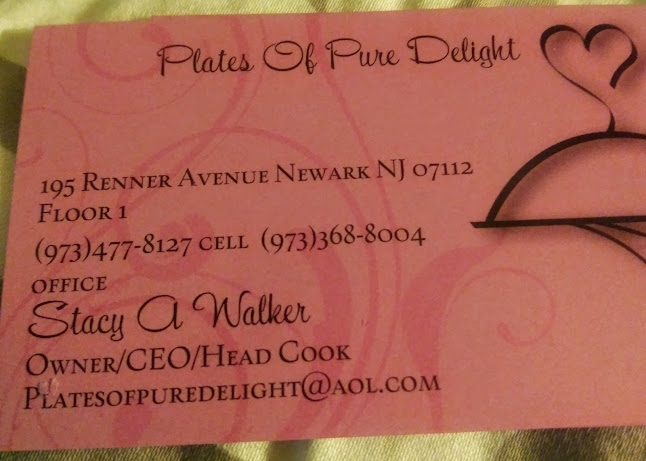 Plates Of Pure Delight
195 Renner Avenue Newark NJ 07112
Floor 1
(973)477-8127 cell (973)368-8004
office
Stacy A Walker
Owner/CEO/Head Cook
Platesofpuredelight@aol.com